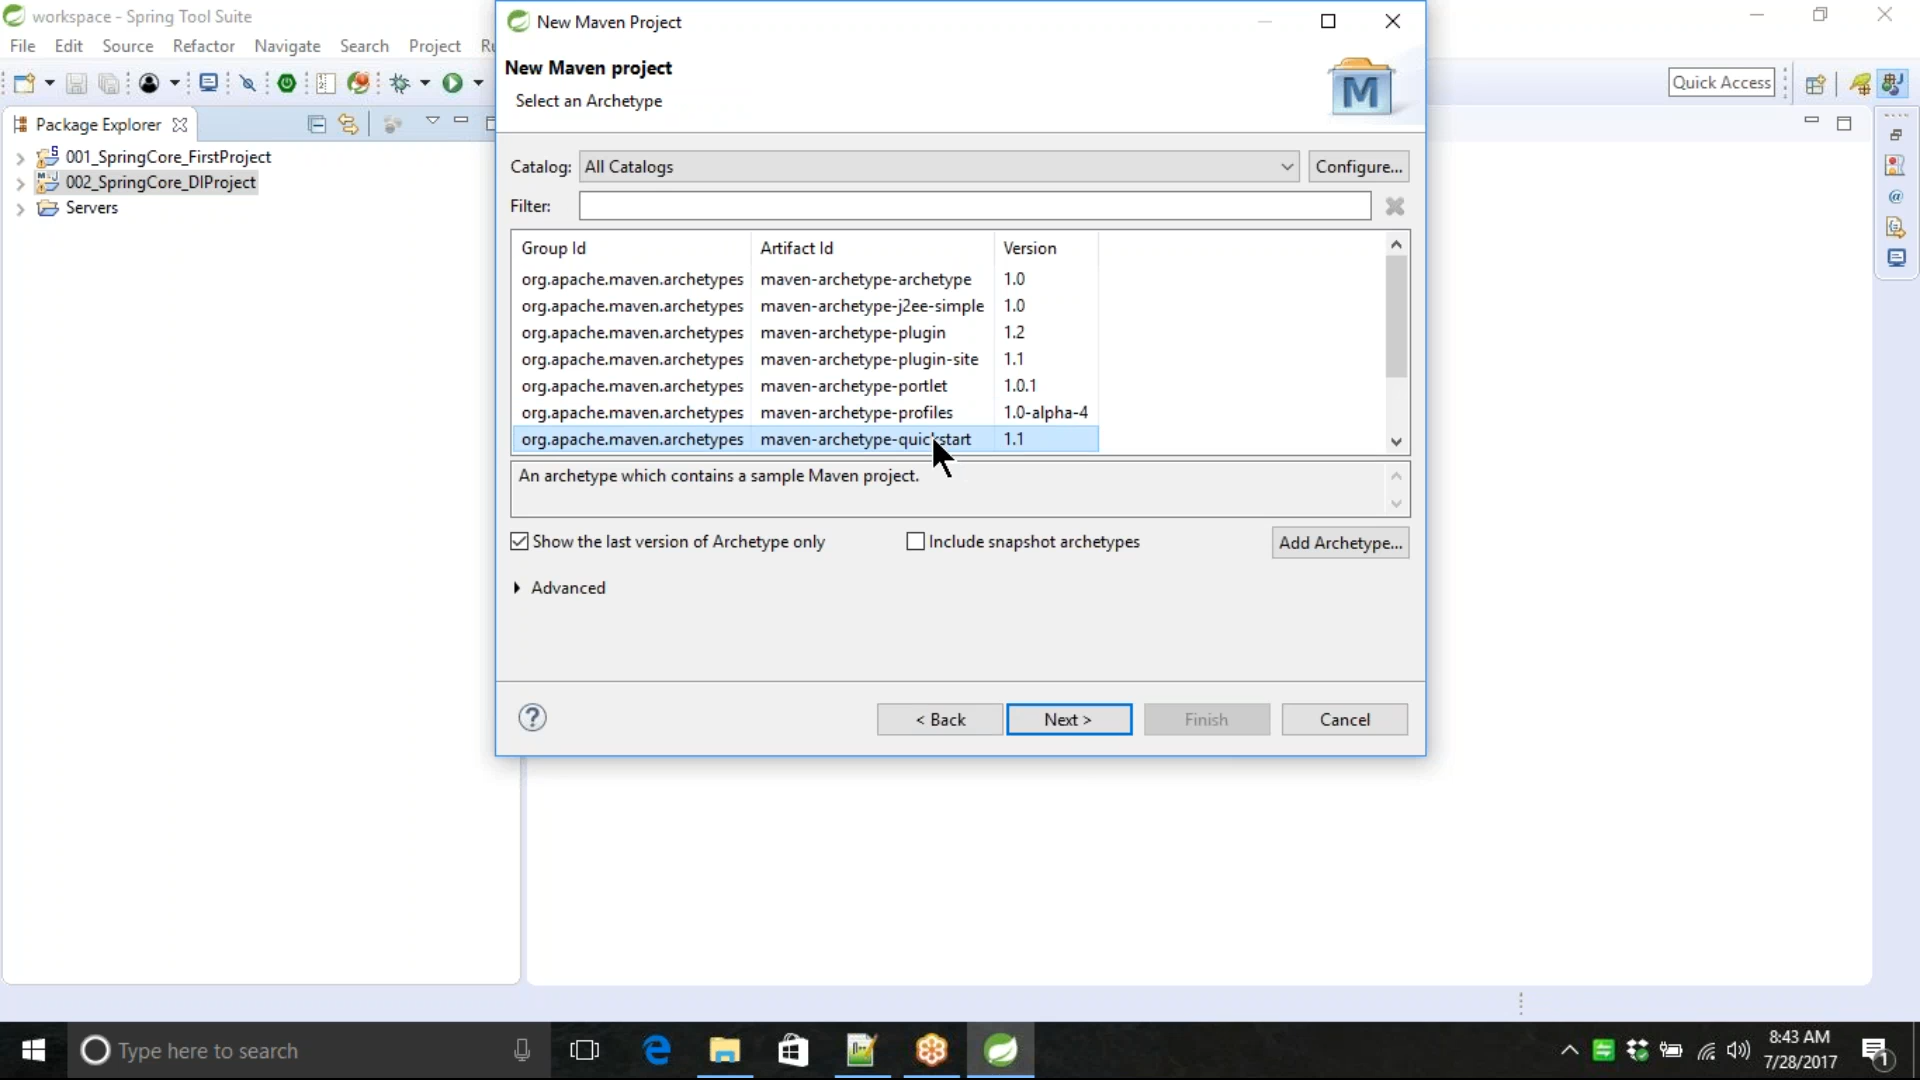 workspace - Spring Tool Suite
File Edit Source Refactor Navigate Search Project
Quick Access
Package Explorer
001_SpringCore_FirstProject
002_SpringCore_DIProject
Servers
New Maven Project
New Maven project
Select an Archetype
M
Catalog: All Catalogs Configure...
Filter:
Group Id Artifact Id Version
org.apache.maven.archetypes maven-archetype-archetype 1.0
org.apache.maven.archetypes maven-archetype-j2ee-simple 1.0
org.apache.maven.archetypes maven-archetype-plugin 1.2
org.apache.maven.archetypes maven-archetype-plugin-site 1.1
org.apache.maven.archetypes maven-archetype-portlet 1.0.1
org.apache.maven.archetypes maven-archetype-profiles 1.0-alpha-4
org.apache.maven.archetypes maven-archetype-quickstart 1.1
An archetype which contains a sample Maven project.
Show the last version of Archetype only Include snapshot archetypes Add Archetype...
Advanced
? < Back Next > Finish Cancel
Type here to search
8:43 AM
7/28/2017
1